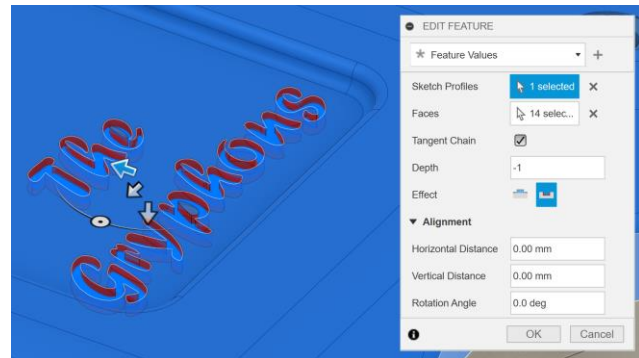 The
Gryphons
EDIT FEATURE
Feature Values
Sketch Profiles 1 selected
Faces 14 selec...
Tangent Chain
Depth -1
Effect
Alignment
Horizontal Distance 0.00 mm
Vertical Distance 0.00 mm
Rotation Angle 0.0 deg
OK Cancel